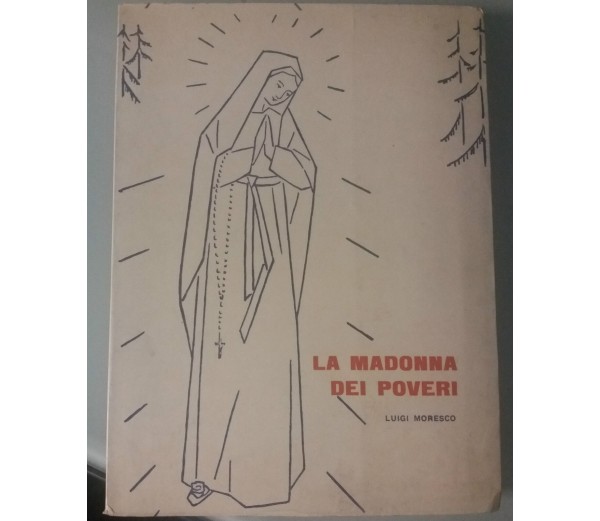 LA MADONNA
DEI POVERI
LUIGI MORESCO